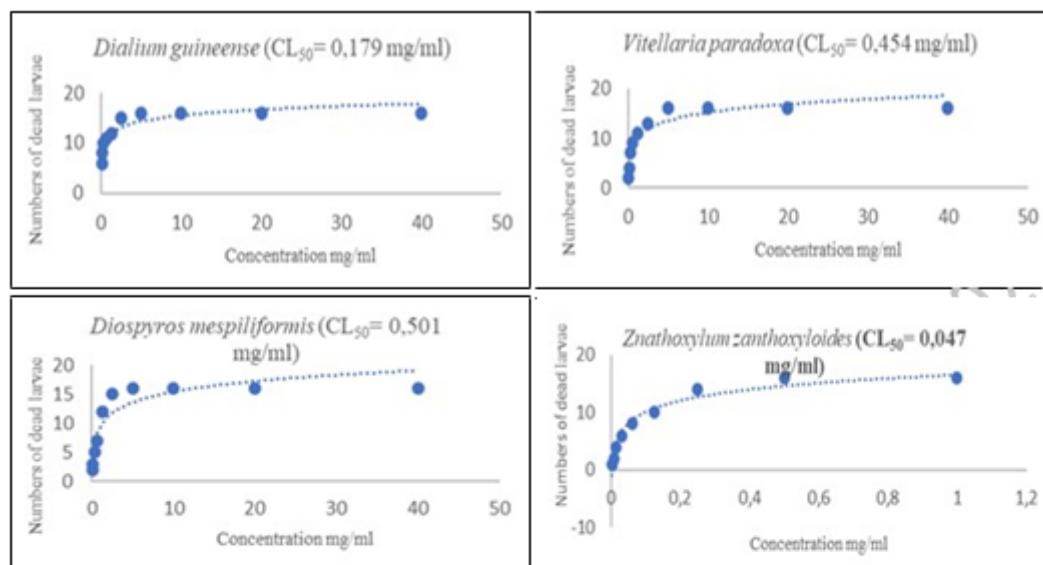 Dialium guineense (CL50= 0,179 mg/ml)
Numbers of dead larvae
20
10
0
0 10 20 30 40 50
Concentration mg/ml
Vitellaria paradoxa (CL50= 0,454 mg/ml)
Numbers of dead larvae
20
10
0
0 10 20 30 40 50
Concentration mg/ml
Diospyros mespiliformis (CL50= 0,501
mg/ml)
Numbers of dead larvae
20
15
10
5
0
0 10 20 30 40 50
Concentration mg/ml
Znathoxylum zanthoxyloides (CL50= 0,047
mg/ml)
Numbers of dead larvae
20
10
0
-10
0 0,2 0,4 0,6 0,8 1 1,2
Concentration mg/ml